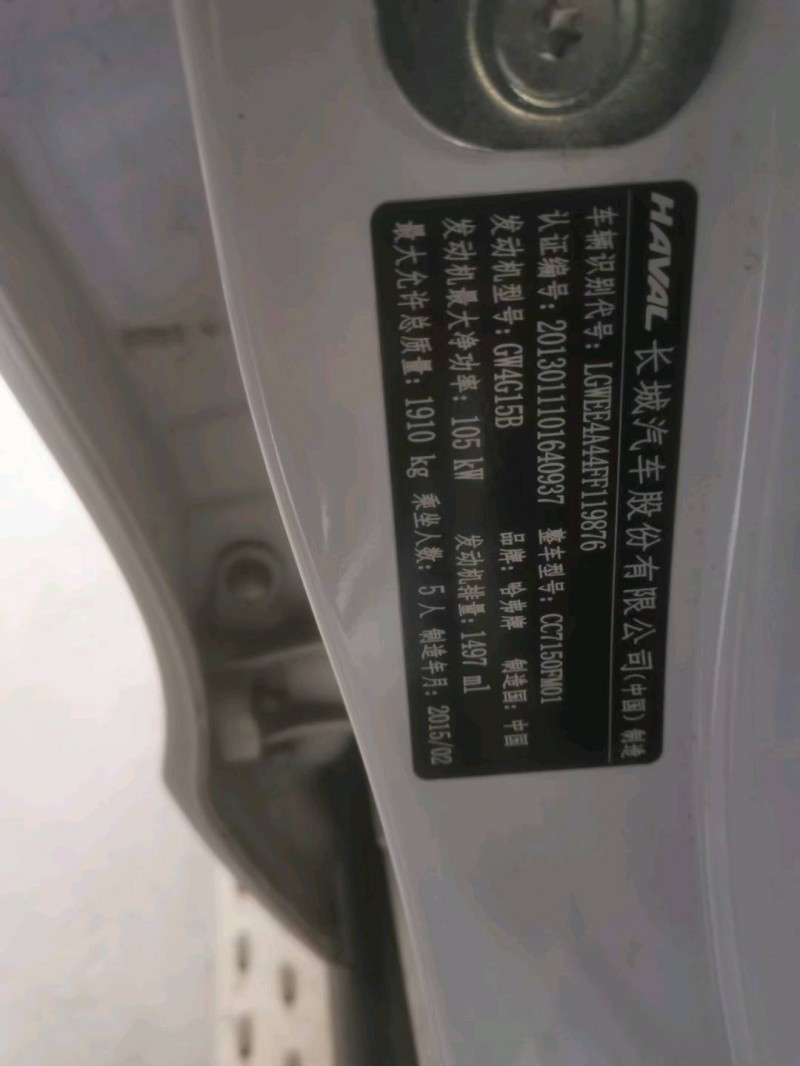 HAVAL 长城汽车股份有限公司(中国) 制造
车辆识别代号: LGWEE4A44FF119876
认证编号: 2013011101640937 整车型号: CC7150FM01
发动机型号: GW4G15B 品牌: 哈弗牌 制造国: 中国
发动机最大净功率: 105 kW 发动机排量: 1497 ml
最大允许总质量: 1910 kg 乘坐人数: 5人 制造年月: 2015/02